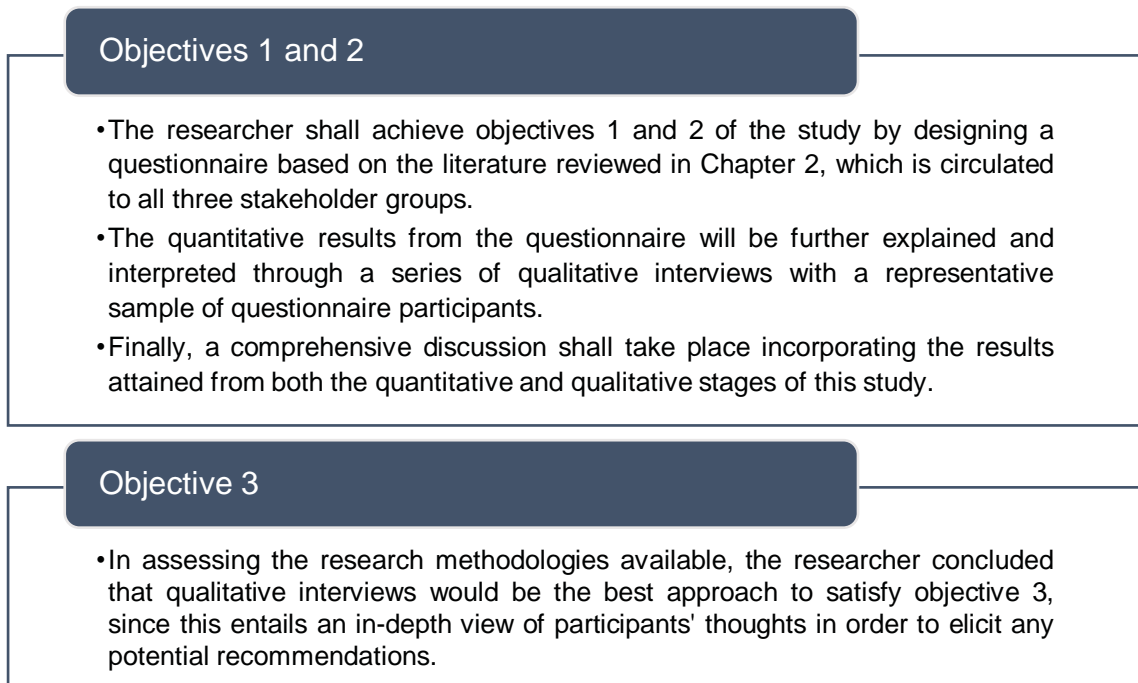 Objectives 1 and 2
•The researcher shall achieve objectives 1 and 2 of the study by designing a
questionnaire based on the literature reviewed in Chapter 2, which is circulated
to all three stakeholder groups.
•The quantitative results from the questionnaire will be further explained and
interpreted through a series of qualitative interviews with a representative
sample of questionnaire participants.
•Finally, a comprehensive discussion shall take place incorporating the results
attained from both the quantitative and qualitative stages of this study.
Objective 3
•In assessing the research methodologies available, the researcher concluded
that qualitative interviews would be the best approach to satisfy objective 3,
since this entails an in-depth view of participants' thoughts in order to elicit any
potential recommendations.